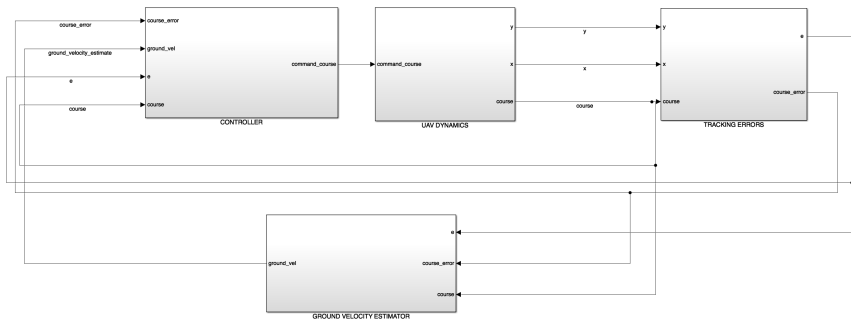 course_error
course_error
ground_velocity_estimate
ground_vel
e
e
course
course
command_course
CONTROLLER
command_course
y
x
course
UAV DYNAMICS
y
x
course
y
x
course
e
course_error
TRACKING ERRORS
ground_vel
e
course_error
course
GROUND VELOCITY ESTIMATOR